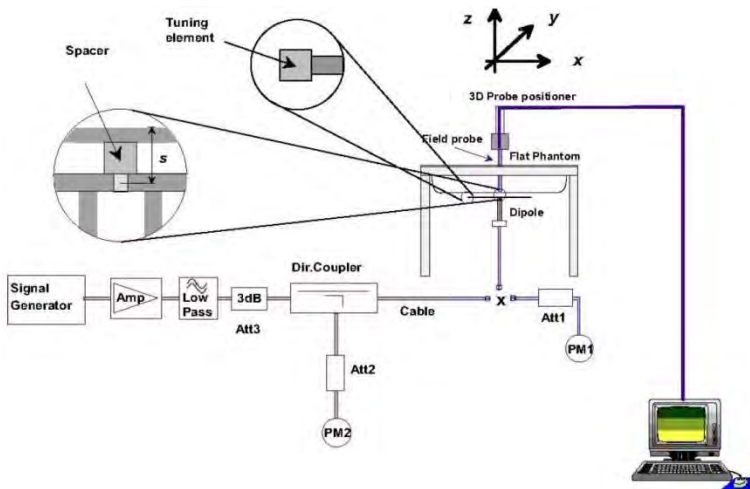 Tuning
element
z
y
x
Spacer
3D Probe positioner
Field probe
Flat Phantom
s
Dipole
Dir.Coupler
Signal
Generator
Amp
Low
Pass
3dB
Cable
x
Att3
Att1
PM1
Att2
PM2